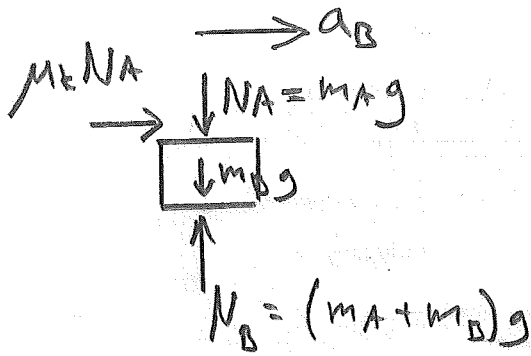 a_B
μ_k N_A
N_A = m_A g
m_B g
N_B = (m_A + m_B) g